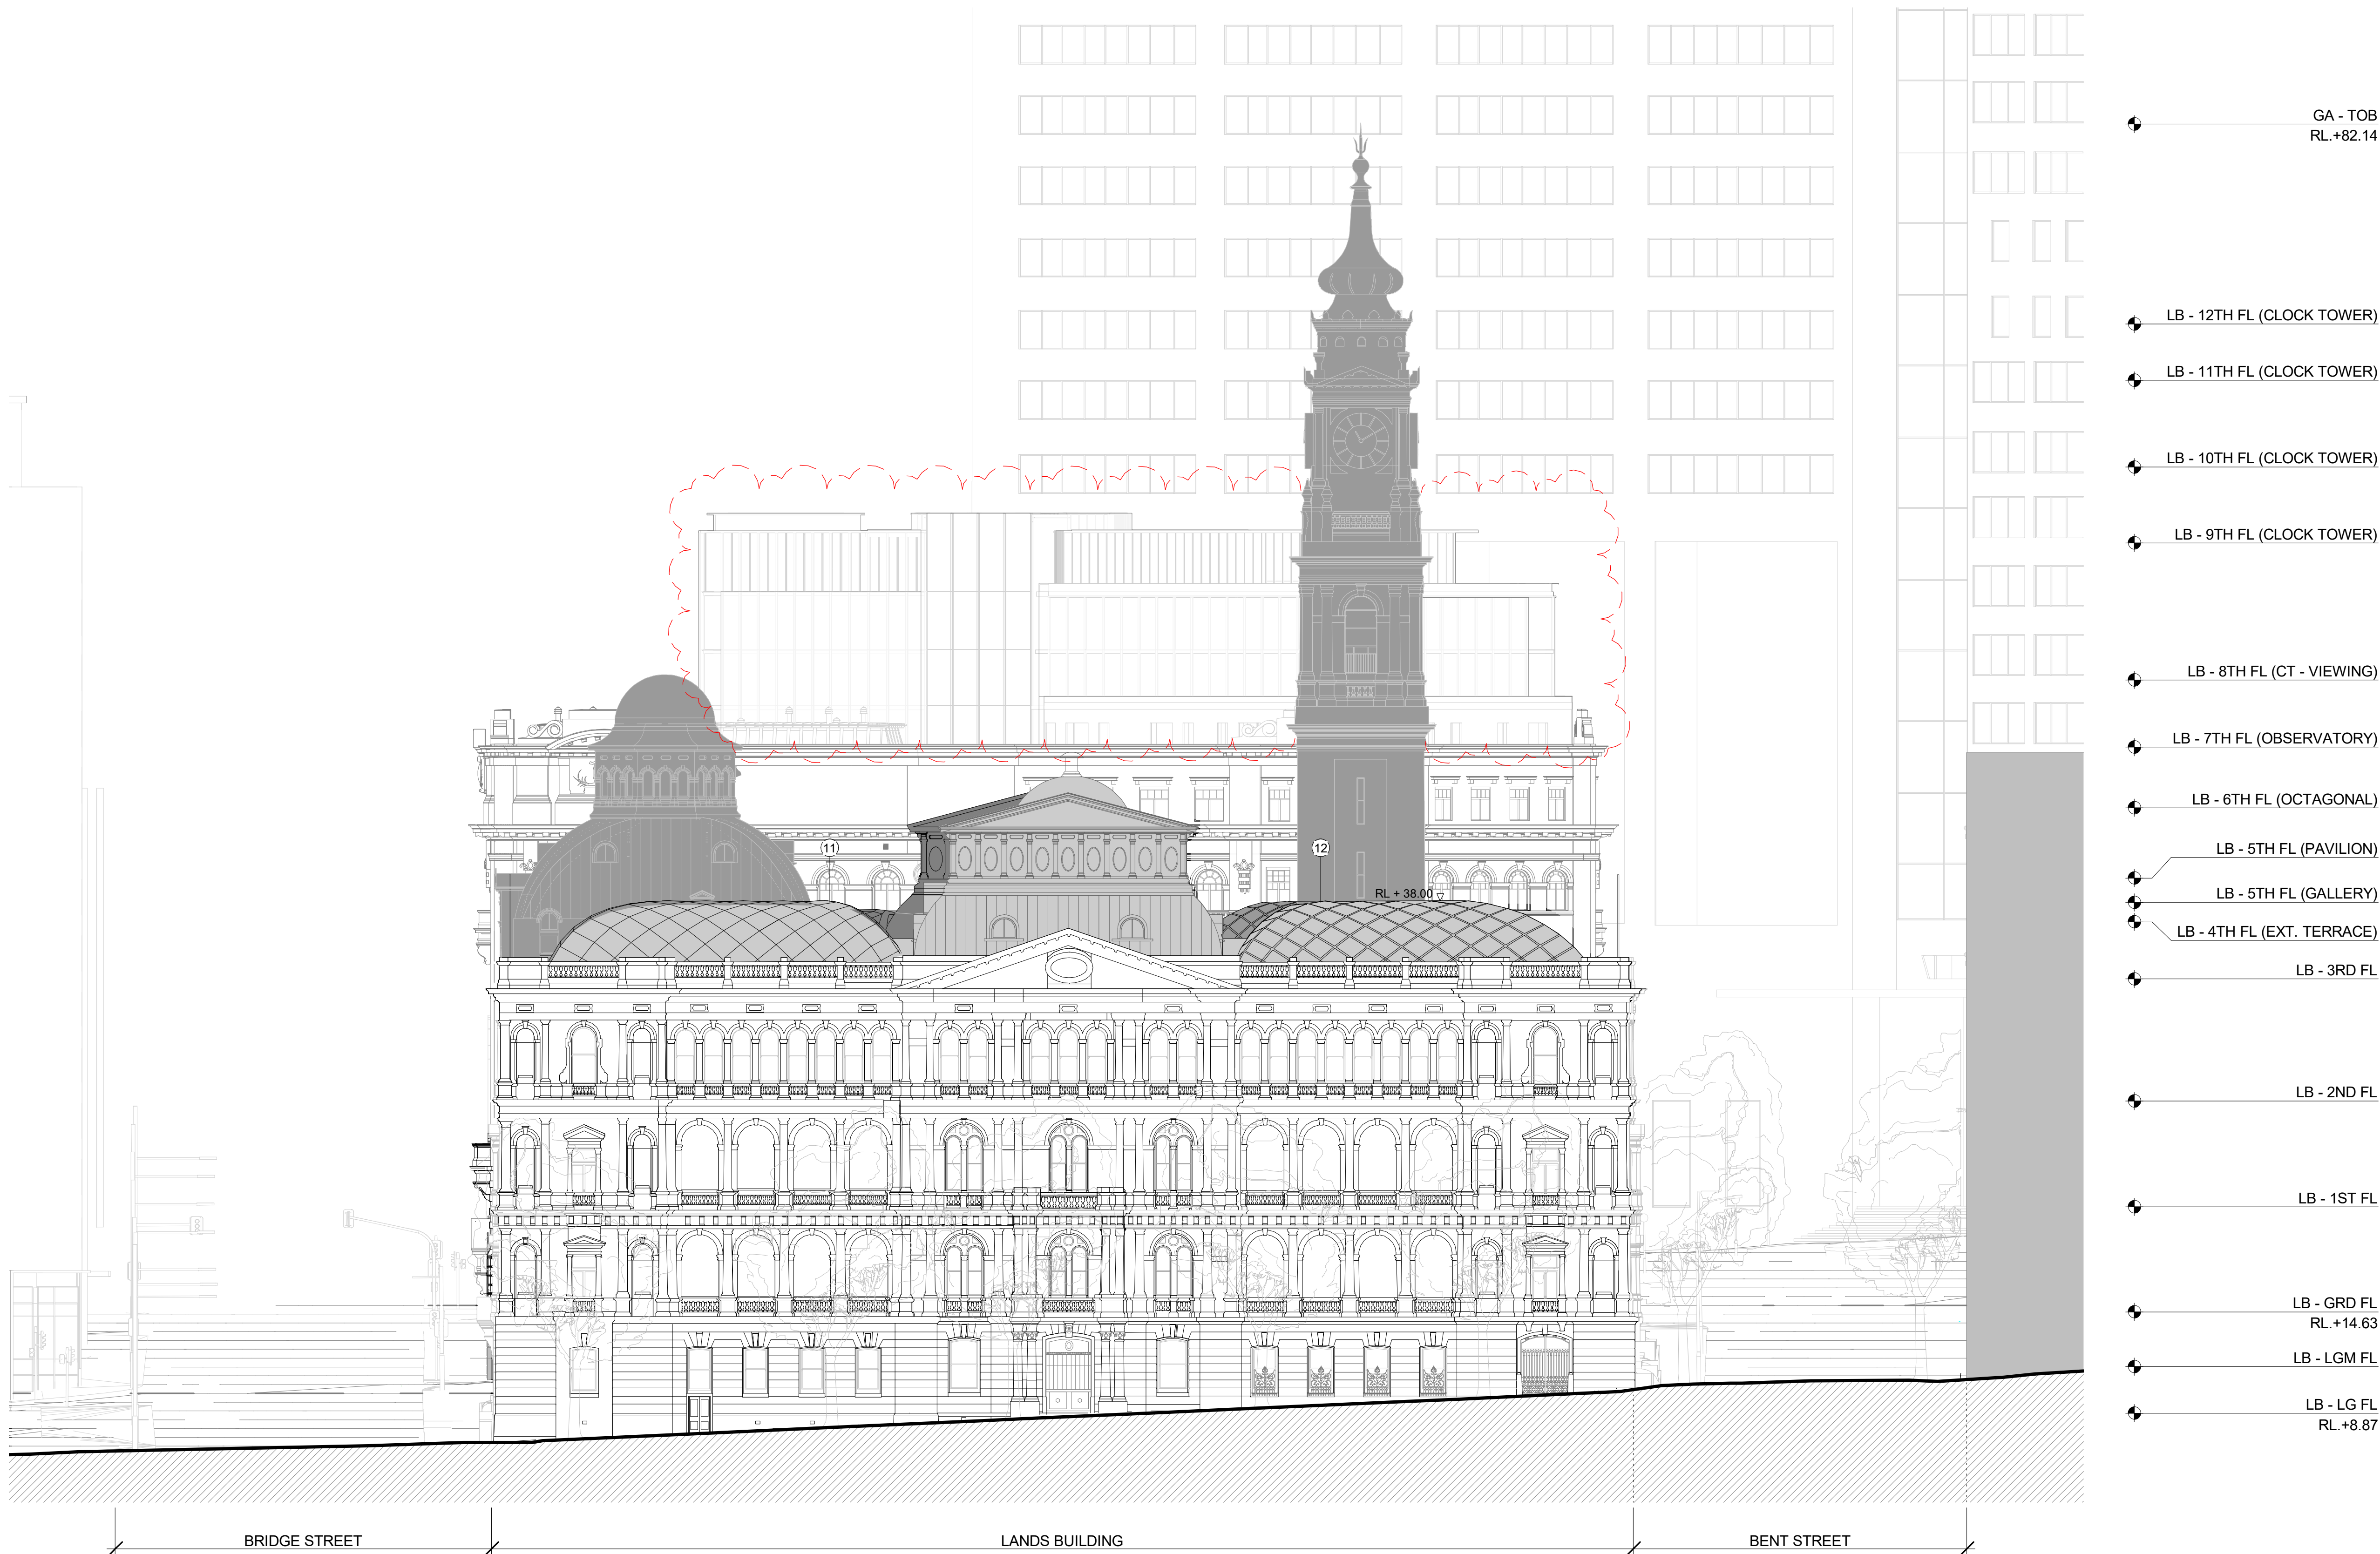 GA - TOB
RL.+82.14
LB - 12TH FL (CLOCK TOWER)
LB - 11TH FL (CLOCK TOWER)
LB - 10TH FL (CLOCK TOWER)
LB - 9TH FL (CLOCK TOWER)
LB - 8TH FL (CT - VIEWING)
LB - 7TH FL (OBSERVATORY)
LB - 6TH FL (OCTAGONAL)
11
12
LB - 5TH FL (PAVILION)
RL + 38.00
LB - 5TH FL (GALLERY)
LB - 4TH FL (EXT. TERRACE)
LB - 3RD FL
LB - 2ND FL
LB - 1ST FL
LB - GRD FL
RL.+14.63
LB - LGM FL
LB - LG FL
RL.+8.87
BRIDGE STREET
LANDS BUILDING
BENT STREET